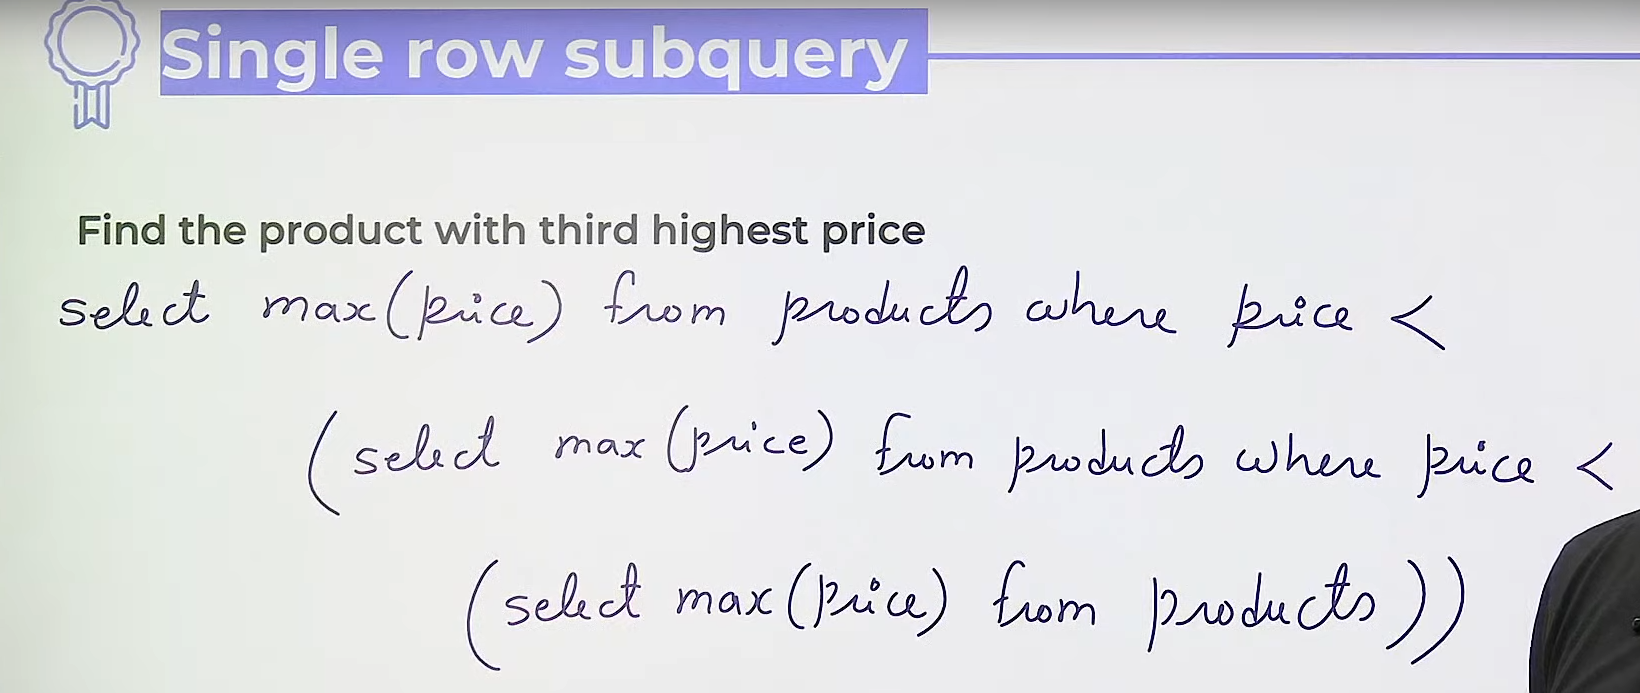 Single row subquery
Find the product with third highest price
select max(price) from products where price <
(select max(price) from products where price <
(select max(price) from products))